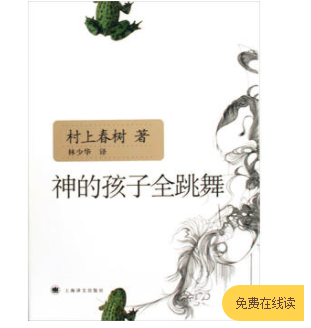 村上春树 著
林少华 译
神的孩子全跳舞
上海译文出版社
免费在线读